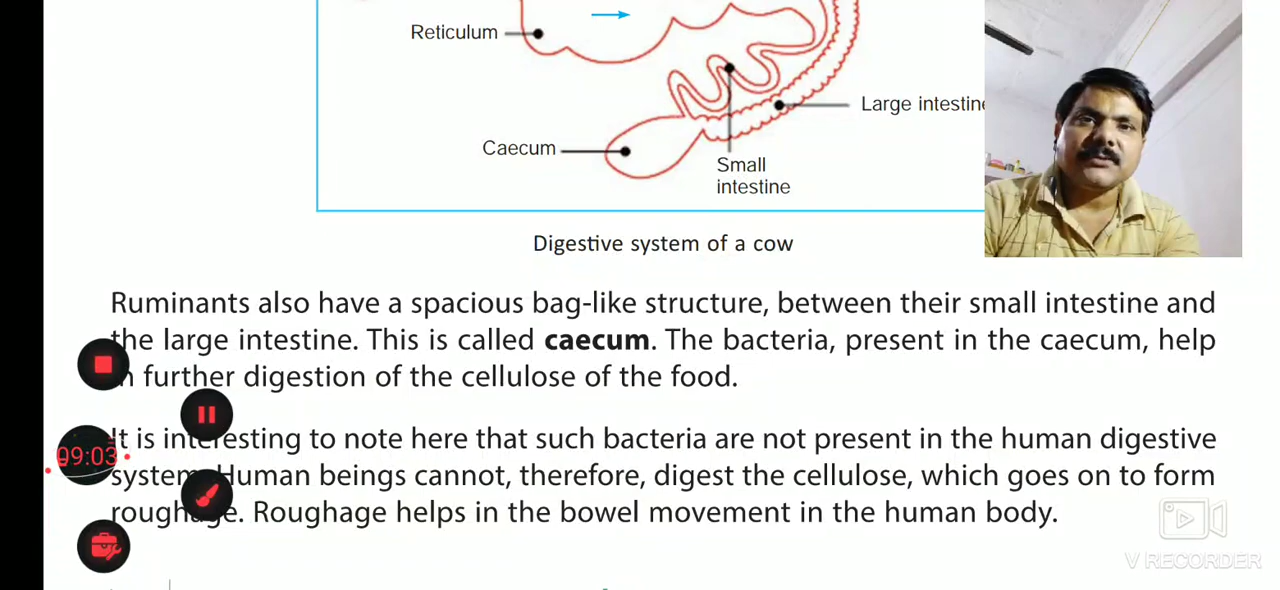 Reticulum
Large intestine
Caecum
Small
intestine
Digestive system of a cow
Ruminants also have a spacious bag-like structure, between their small intestine and
the large intestine. This is called caecum. The bacteria, present in the caecum, help
in further digestion of the cellulose of the food.
It is interesting to note here that such bacteria are not present in the human digestive
09:03
system. Human beings cannot, therefore, digest the cellulose, which goes on to form
roughage. Roughage helps in the bowel movement in the human body.
V RECORDER